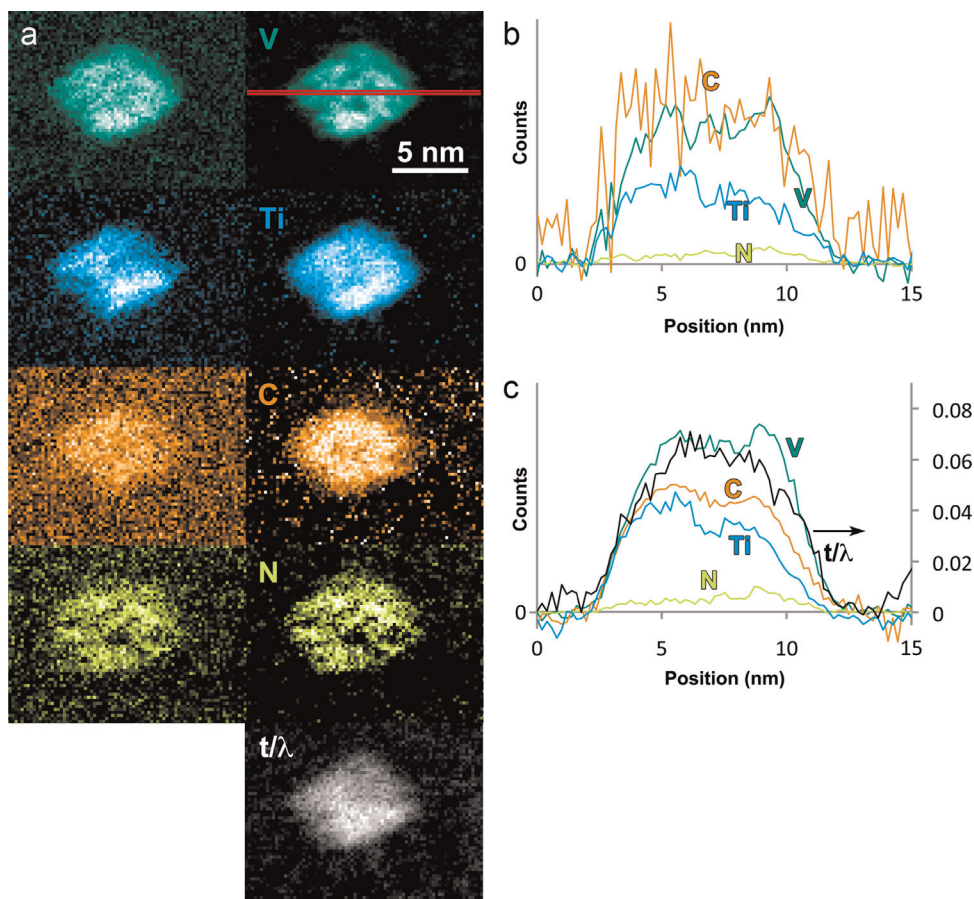 a
V
5 nm
Ti
C
N
t/λ
b
Counts
C
V
Ti
N
0
0
5
10
15
Position (nm)
c
Counts
0.08
0.06
0.04
0.02
0
V
C
Ti
t/λ
N
0
0
5
10
15
Position (nm)